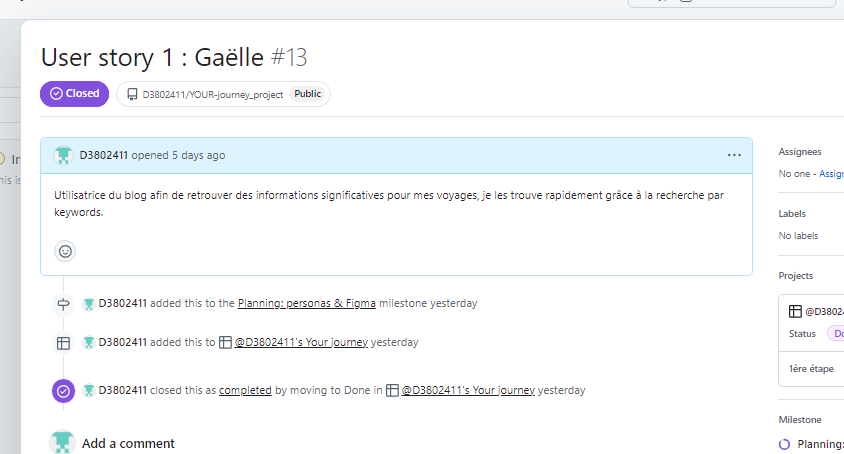 User story 1 : Gaëlle #13
Closed
D3802411/YOUR-journey_project Public
D3802411 opened 5 days ago
Utilisatrice du blog afin de retrouver des informations significatives pour mes voyages, je les trouve rapidement grâce à la recherche par
keywords.
D3802411 added this to the Planning: personas & Figma milestone yesterday
D3802411 added this to @D3802411's Your journey yesterday
D3802411 closed this as completed by moving to Done in @D3802411's Your journey yesterday
Add a comment
Assignees
No one - Assign
Labels
No labels
Projects
@D3802
Status Do
1ère étape
Milestone
Planning: